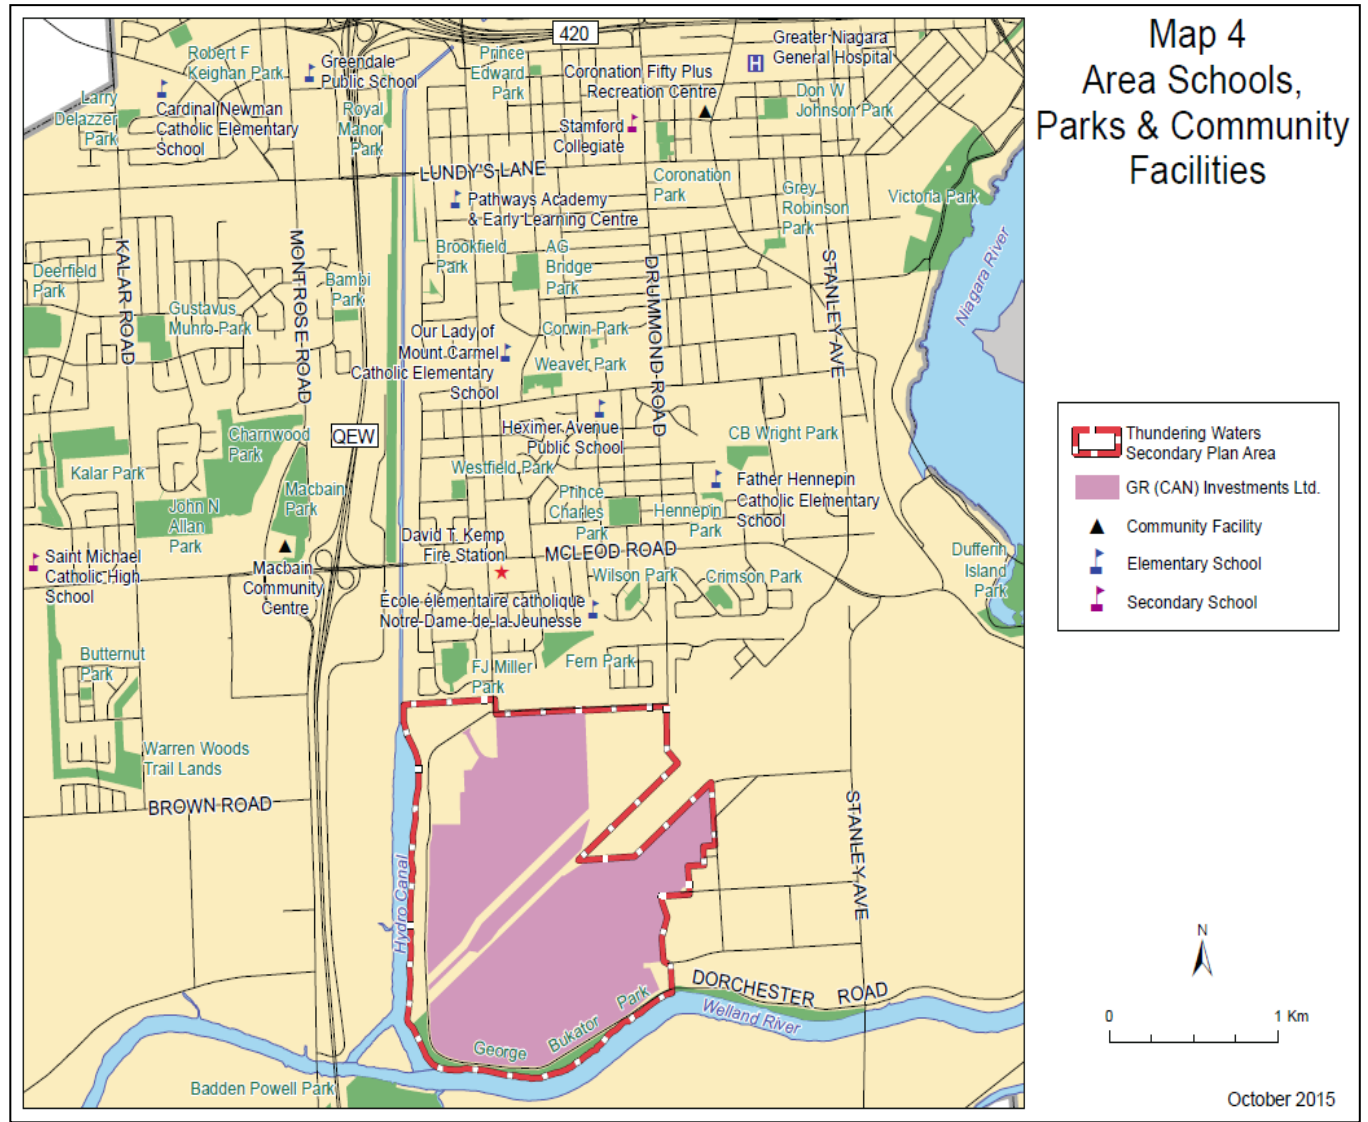 Map 4
Area Schools,
Parks & Community
Facilities
420
Robert F
Keighan Park
Greendale
Public School
Prince
Edward
Park
Greater Niagara
General Hospital
H
Coronation Fifty Plus
Recreation Centre
Larry
Delazzer
Park
Cardinal Newman
Catholic Elementary
School
Royal
Manor
Park
Stamford
Collegiate
Don W
Johnson Park
LUNDY'S LANE
Coronation
Park
Pathways Academy
& Early Learning Centre
Grey
Robinson
Park
Victoria Park
KALAR ROAD
MONTROSE ROAD
Brookfield
Park
AG
Bridge
Park
DRUMMOND ROAD
STANLEY AVE
Niagara River
Deerfield
Park
Bambi
Park
Gustavus
Munro Park
Our Lady of
Mount Carmel
Catholic Elementary
School
Corwin Park
Weaver Park
Heximer Avenue
Public School
CB Wright Park
QEW
Charnwood
Park
Kalar Park
Westfield Park
Macbain
Park
John N
Allan
Park
Prince
Charles
Park
Hennepin
Park
Father Hennepin
Catholic Elementary
School
David T. Kemp
Fire Station
MCLEOD ROAD
Saint Michael
Catholic High
School
Macbain
Community
Centre
Wilson Park
Crimson Park
Dufferin
Island
Park
École élementaire catholique
Notre-Dame-de-la-Jeunesse
Butternut
Park
FJ Miller
Park
Fern Park
Warren Woods
Trail Lands
BROWN ROAD
STANLEY AVE
Hydro Canal
DORCHESTER ROAD
Welland River
George Bukator Park
Badden Powell Park
Thundering Waters
Secondary Plan Area
GR (CAN) Investments Ltd.
Community Facility
Elementary School
Secondary School
N
0 1 Km
October 2015